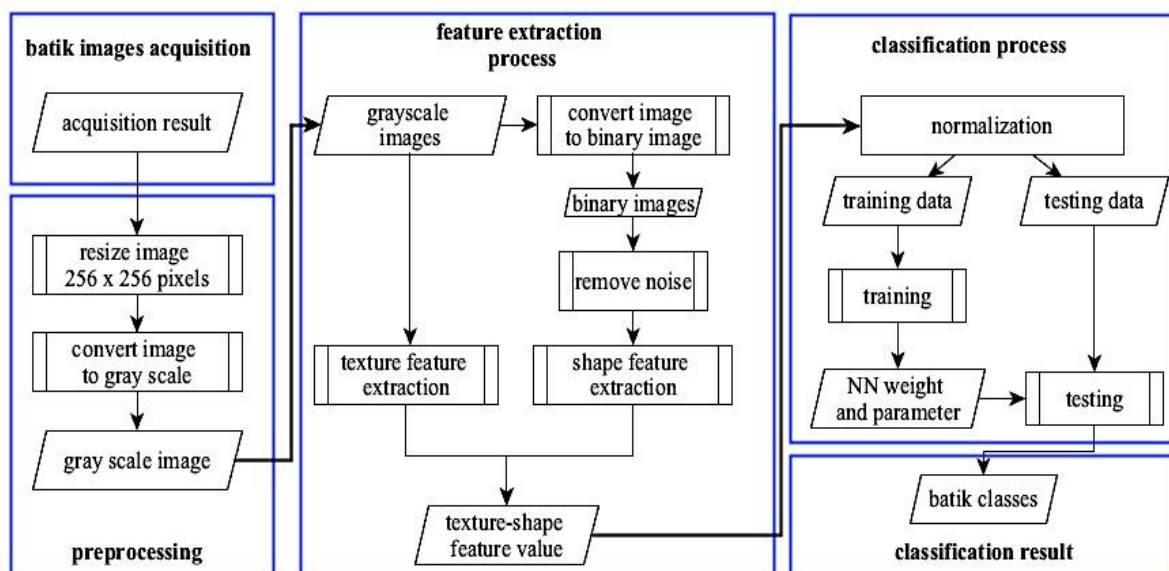 batik images acquisition
acquisition result
resize image
256 x 256 pixels
convert image
to gray scale
gray scale image
preprocessing
feature extraction
process
grayscale
images
convert image
to binary image
binary images
remove noise
texture feature
extraction
shape feature
extraction
texture-shape
feature value
classification process
normalization
training data
testing data
training
NN weight
and parameter
testing
batik classes
classification result